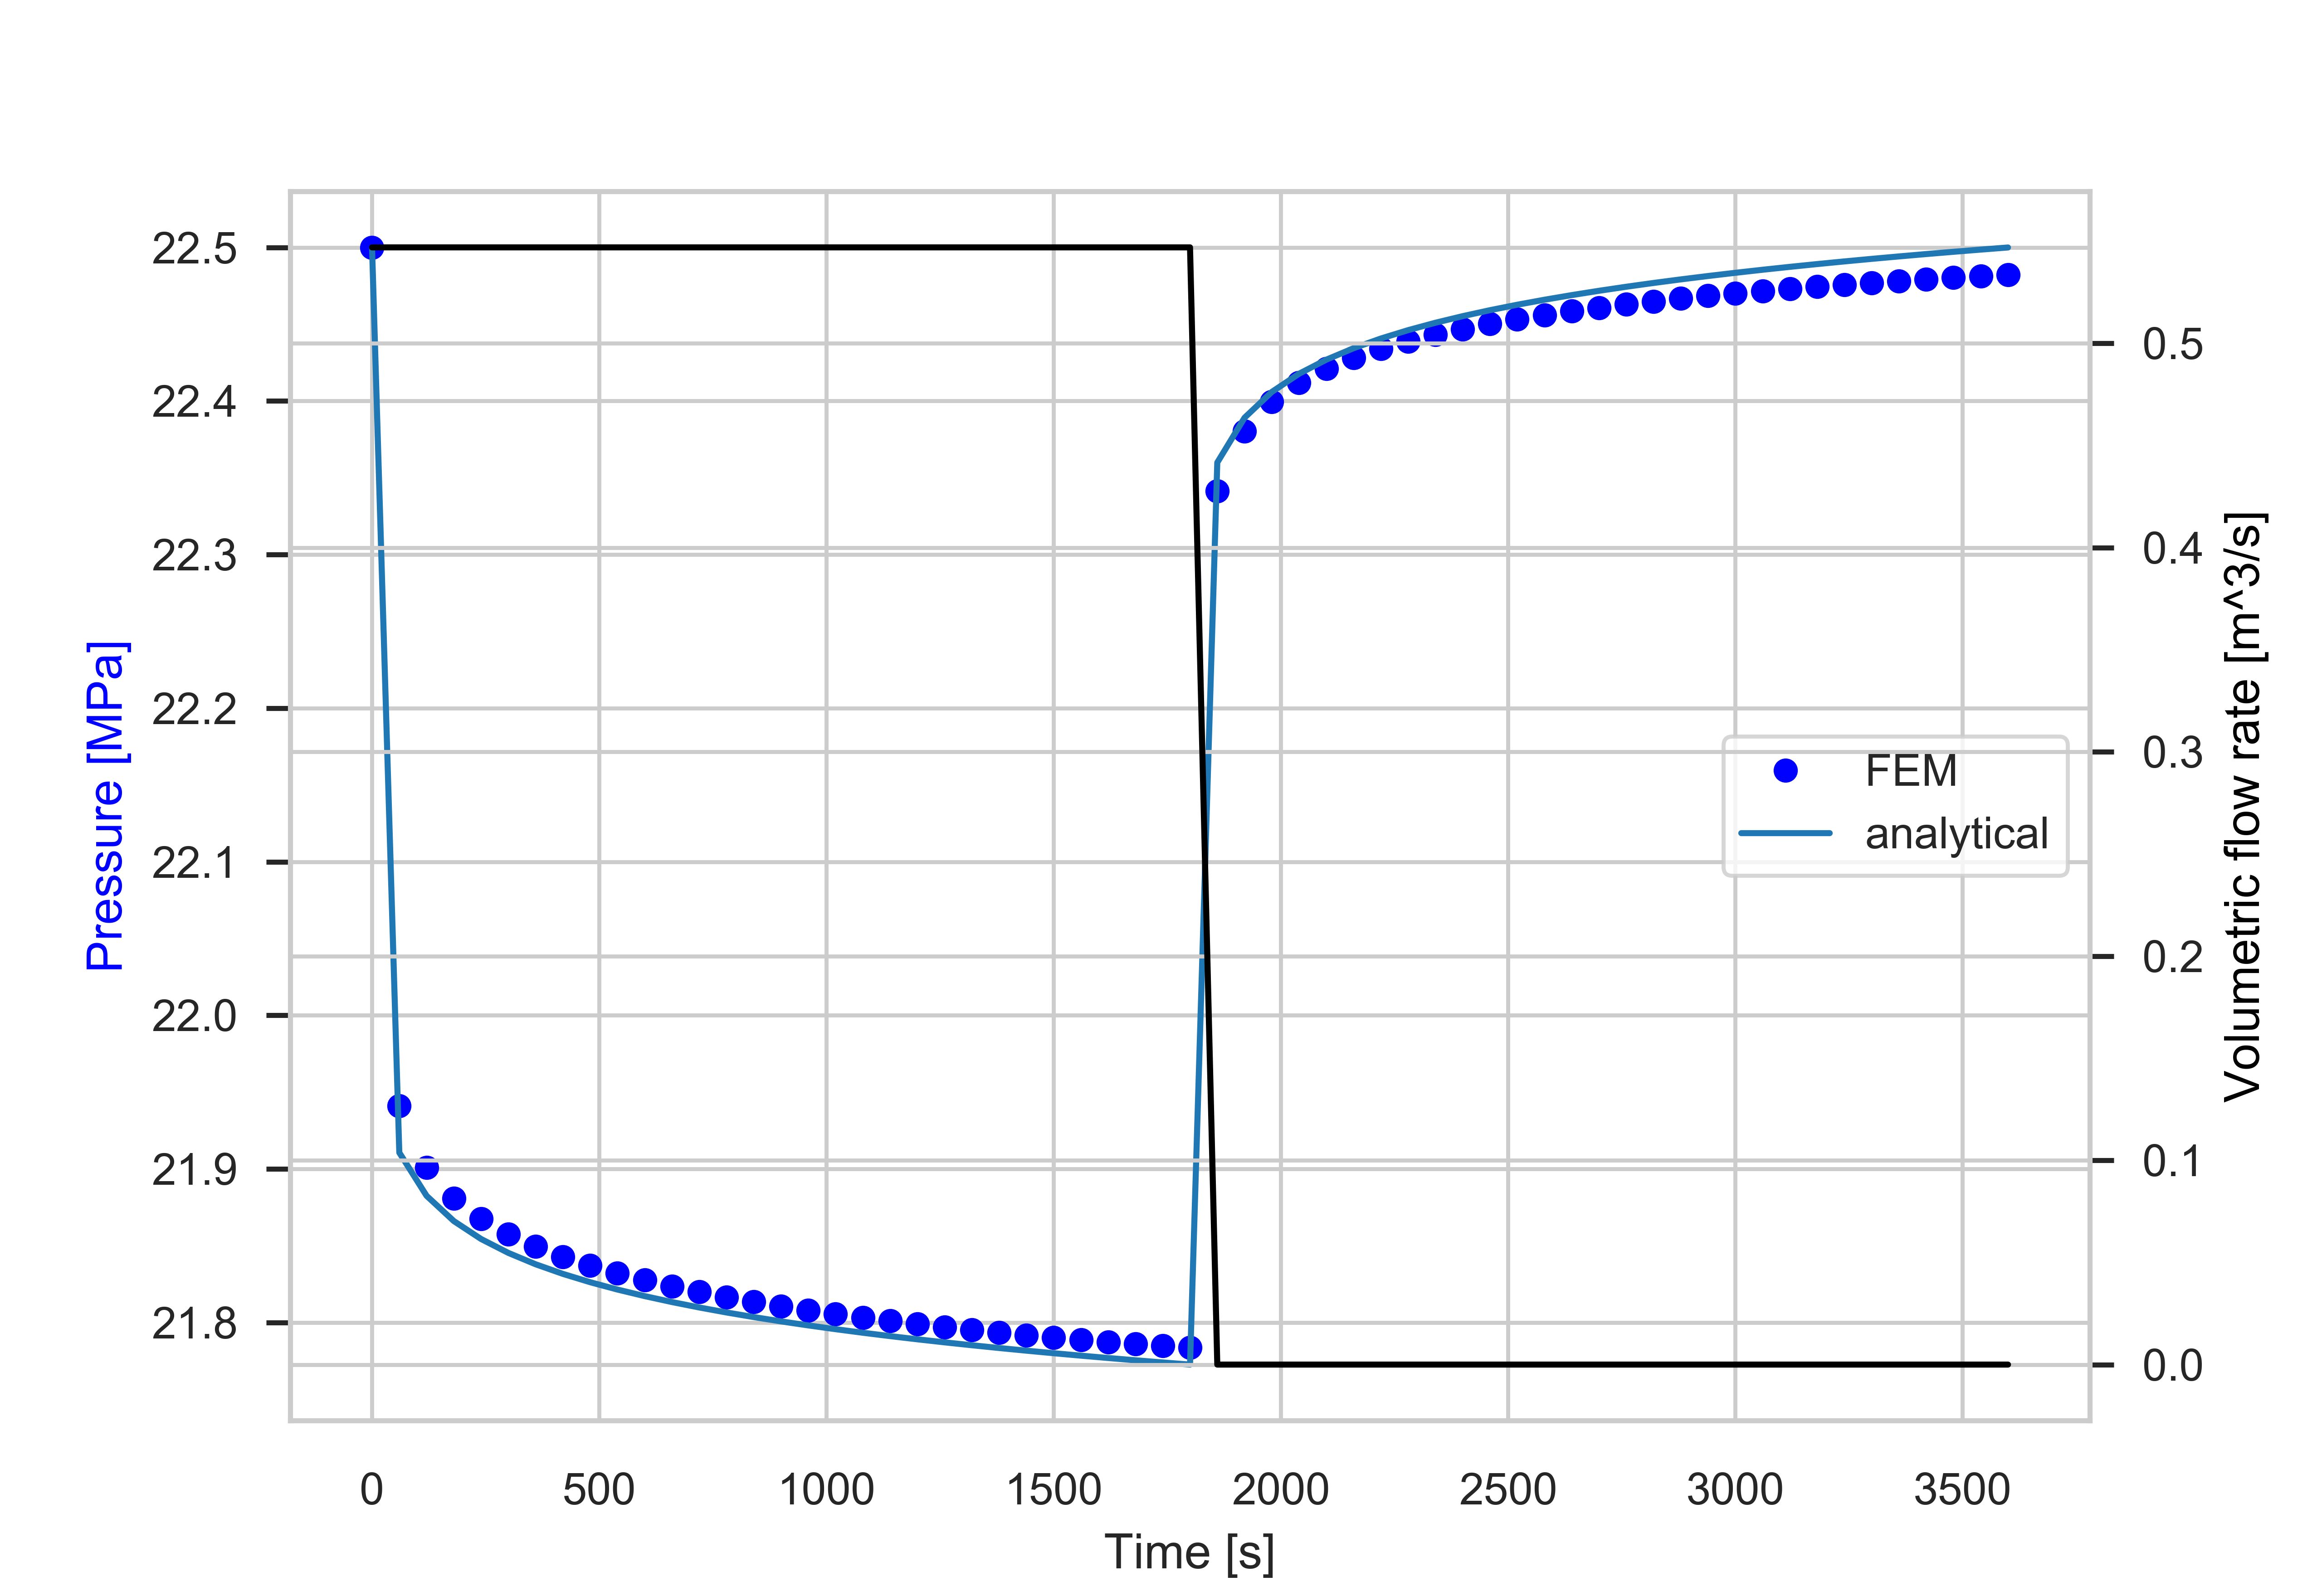 22.5
22.4
22.3
22.2
22.1
22.0
21.9
21.8
Pressure [MPa]
0.5
0.4
0.3
0.2
0.1
0.0
Volumetric flow rate [m^3/s]
FEM
analytical
0 500 1000 1500 2000 2500 3000 3500
Time [s]